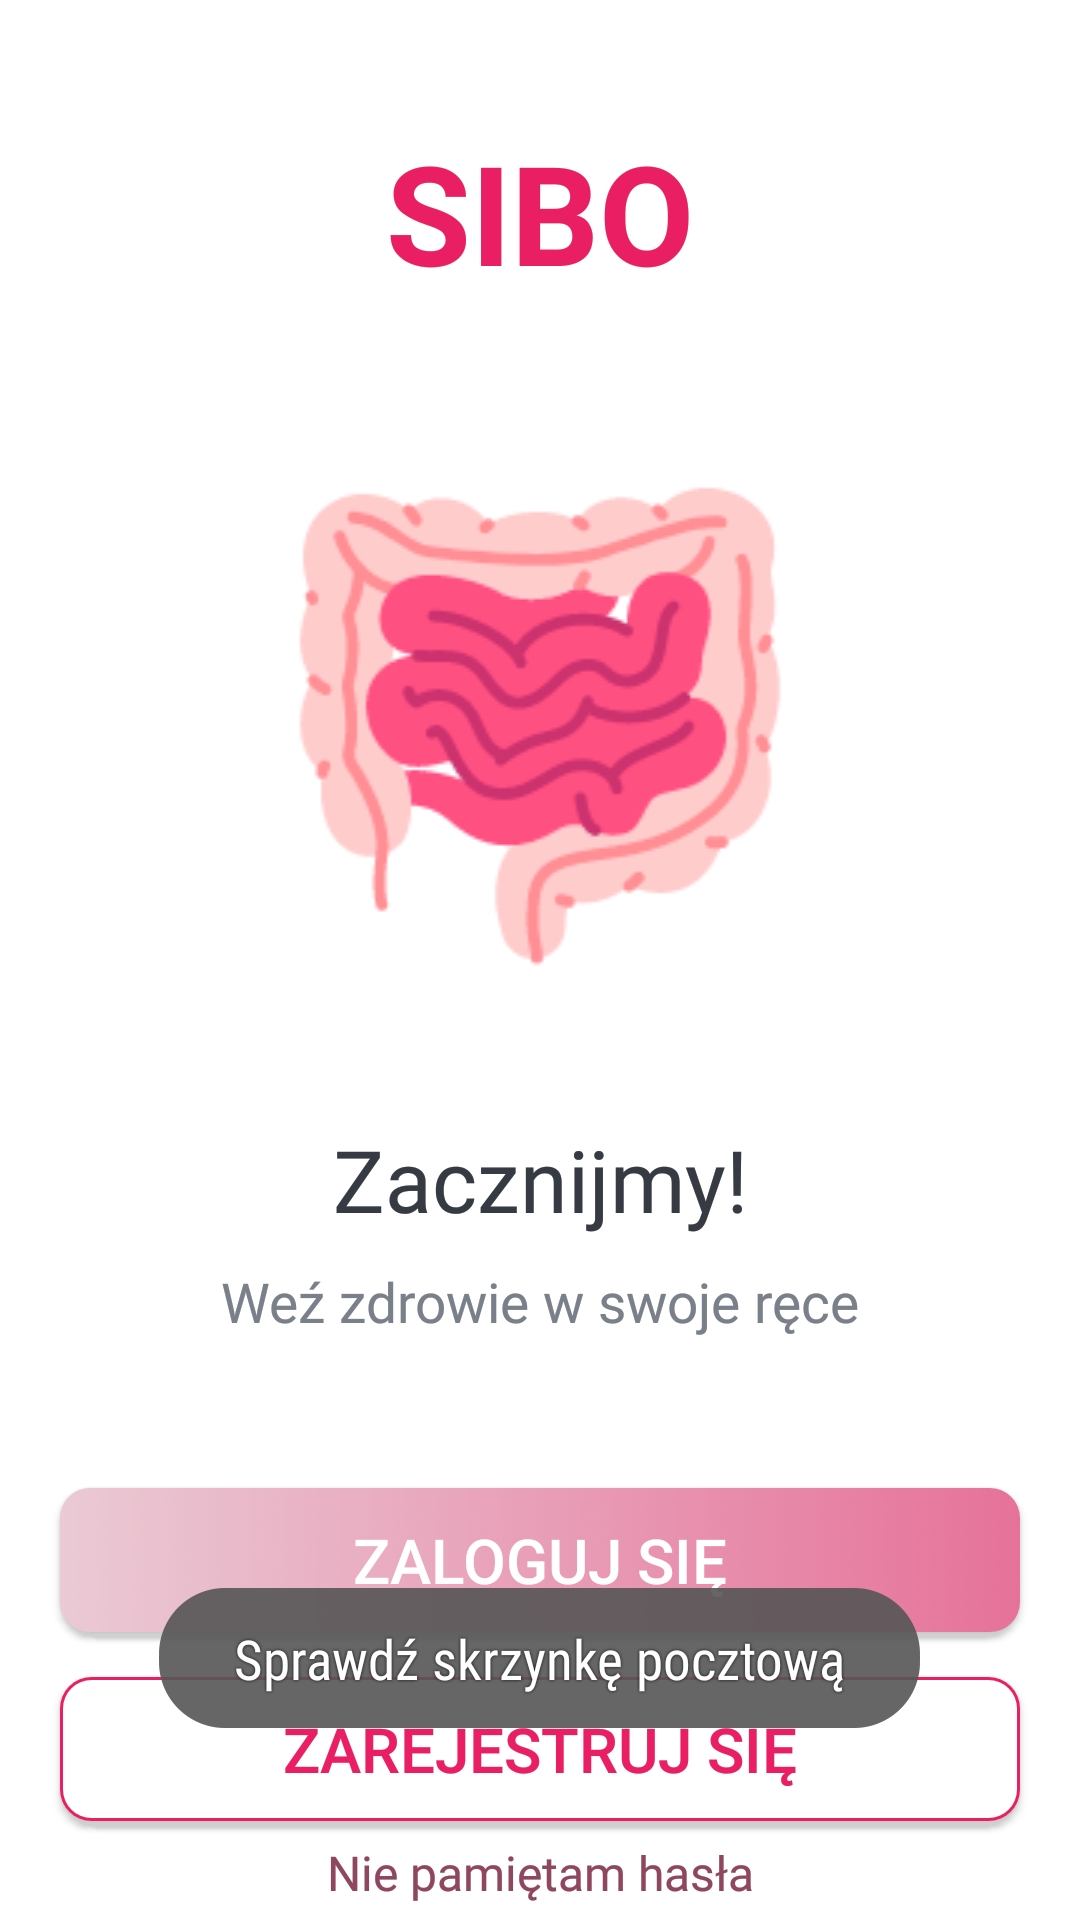 SIBO
Zacznijmy!
Weź zdrowie w swoje ręce
ZALOGUJ SIĘ
Sprawdź skrzynkę pocztową
ZAREJESTRUJ SIĘ
Nie pamiętam hasła